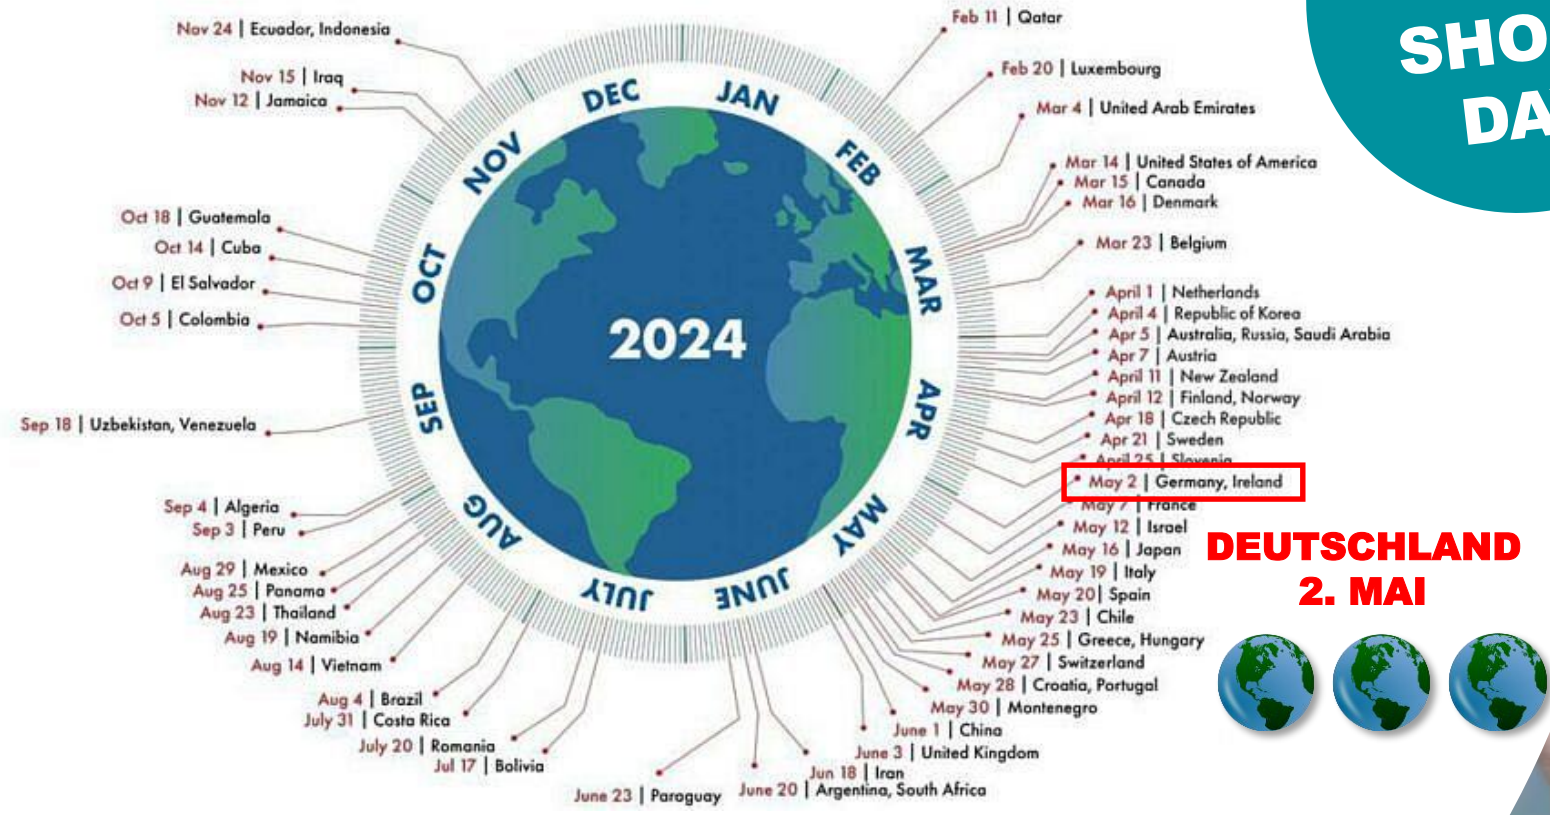 SHO
DA
Feb 11 | Qatar
Feb 20 | Luxembourg
Mar 4 | United Arab Emirates
Mar 14 | United States of America
Mar 15 | Canada
Mar 16 | Denmark
Mar 23 | Belgium
April 1 | Netherlands
April 4 | Republic of Korea
Apr 5 | Australia, Russia, Saudi Arabia
Apr 7 | Austria
April 11 | New Zealand
April 12 | Finland, Norway
Apr 18 | Czech Republic
Apr 21 | Sweden
April 25 | Slovenia
May 2 | Germany, Ireland
May 7 | France
May 12 | Israel
May 16 | Japan
May 19 | Italy
May 20| Spain
May 23 | Chile
May 25 | Greece, Hungary
May 27 | Switzerland
May 28 | Croatia, Portugal
May 30 | Montenegro
June 1 | China
June 3 | United Kingdom
Jun 18 | Iran
June 20 | Argentina, South Africa
June 23 | Paroguay
Jul 17 | Bolivia
July 20 | Romania
July 31 | Costa Rica
Aug 4 | Brazil
Aug 14 | Vietnam
Aug 19 | Namibia
Aug 23 | Thailand
Aug 25 | Panama
Aug 29 | Mexico
Sep 3 | Peru
Sep 4 | Algeria
Sep 18 | Uzbekistan, Venezuela
Oct 5 | Colombia
Oct 9 | El Salvador
Oct 14 | Cuba
Oct 18 | Guatemala
Nov 12 | Jamaica
Nov 15 | Iraq
Nov 24 | Ecuador, Indonesia
JAN
FEB
MAR
APR
MAY
JUNE
JULY
AUG
SEP
OCT
NOV
DEC
2024
DEUTSCHLAND
2. MAI